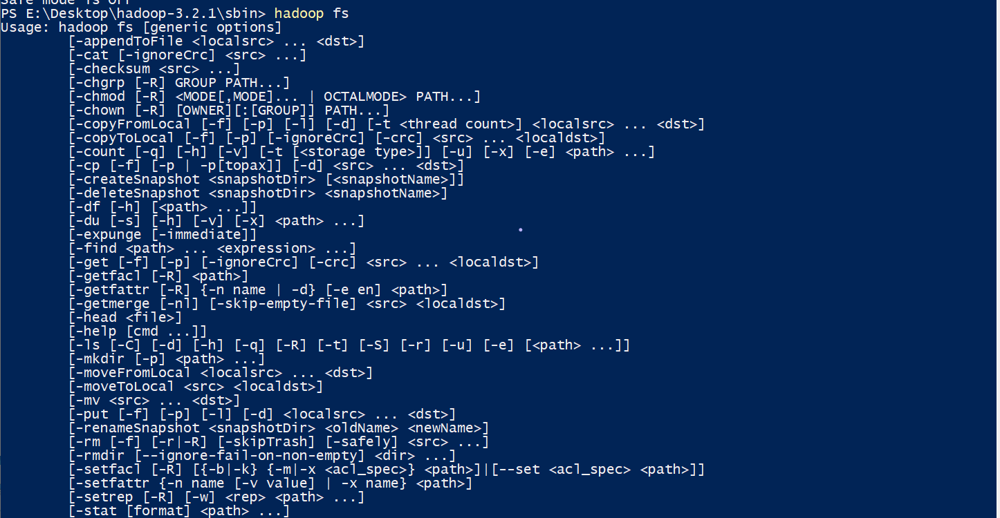 Safe mode is OFF
PS E:\Desktop\hadoop-3.2.1\sbin> hadoop fs
Usage: hadoop fs [generic options]
[-appendToFile <localsrc> ... <dst>]
[-cat [-ignoreCrc] <src> ...]
[-checksum <src> ...]
[-chgrp [-R] GROUP PATH...]
[-chmod [-R] <MODE[,MODE]... | OCTALMODE> PATH...]
[-chown [-R] [OWNER][:[GROUP]] PATH...]
[-copyFromLocal [-f] [-p] [-l] [-d] [-t <thread count>] <localsrc> ... <dst>]
[-copyToLocal [-f] [-p] [-ignoreCrc] [-crc] <src> ... <localdst>]
[-count [-q] [-h] [-v] [-t [<storage type>]] [-u] [-x] [-e] <path> ...]
[-cp [-f] [-p | -p[topax]] [-d] <src> ... <dst>]
[-createSnapshot <snapshotDir> [<snapshotName>]]
[-deleteSnapshot <snapshotDir> <snapshotName>]
[-df [-h] [<path> ...]]
[-du [-s] [-h] [-v] [-x] <path> ...]
[-expunge [-immediate]]
[-find <path> ... <expression> ...]
[-get [-f] [-p] [-ignoreCrc] [-crc] <src> ... <localdst>]
[-getfacl [-R] <path>]
[-getfattr [-R] {-n name | -d} [-e en] <path>]
[-getmerge [-nl] [-skip-empty-file] <src> <localdst>]
[-head <file>]
[-help [cmd ...]]
[-ls [-C] [-d] [-h] [-q] [-R] [-t] [-S] [-r] [-u] [-e] [<path> ...]]
[-mkdir [-p] <path> ...]
[-moveFromLocal <localsrc> ... <dst>]
[-moveToLocal <src> <localdst>]
[-mv <src> ... <dst>]
[-put [-f] [-p] [-l] [-d] <localsrc> ... <dst>]
[-renameSnapshot <snapshotDir> <oldName> <newName>]
[-rm [-f] [-r|-R] [-skipTrash] [-safely] <src> ...]
[-rmdir [--ignore-fail-on-non-empty] <dir> ...]
[-setfacl [-R] [{-b|-k} {-m|-x <acl_spec>} <path>]|[--set <acl_spec> <path>]]
[-setfattr {-n name [-v value] | -x name} <path>]
[-setrep [-R] [-w] <rep> <path> ...]
[-stat [format] <path> ...]